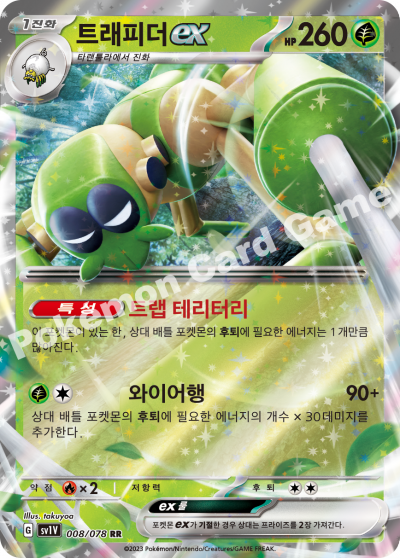 1진화 트래피더 ex HP 260
타랜툴라에서 진화
Pokémon Card Game
특성 트랩 테리터리
이 포켓몬이 있는 한, 상대 배틀 포켓몬의 후퇴에 필요한 에너지는 1개만큼
많아진다.
와이어행 90+
상대 배틀 포켓몬의 후퇴에 필요한 에너지의 개수 × 30데미지를
추가한다.
약점 ×2 저항력 후퇴
Illus. takuyoa
G sv1V 008/078 RR
ex 룰
포켓몬 ex가 기절한 경우 상대는 프라이즈를 2장 가져간다.
©2023 Pokémon/Nintendo/Creatures/GAME FREAK.